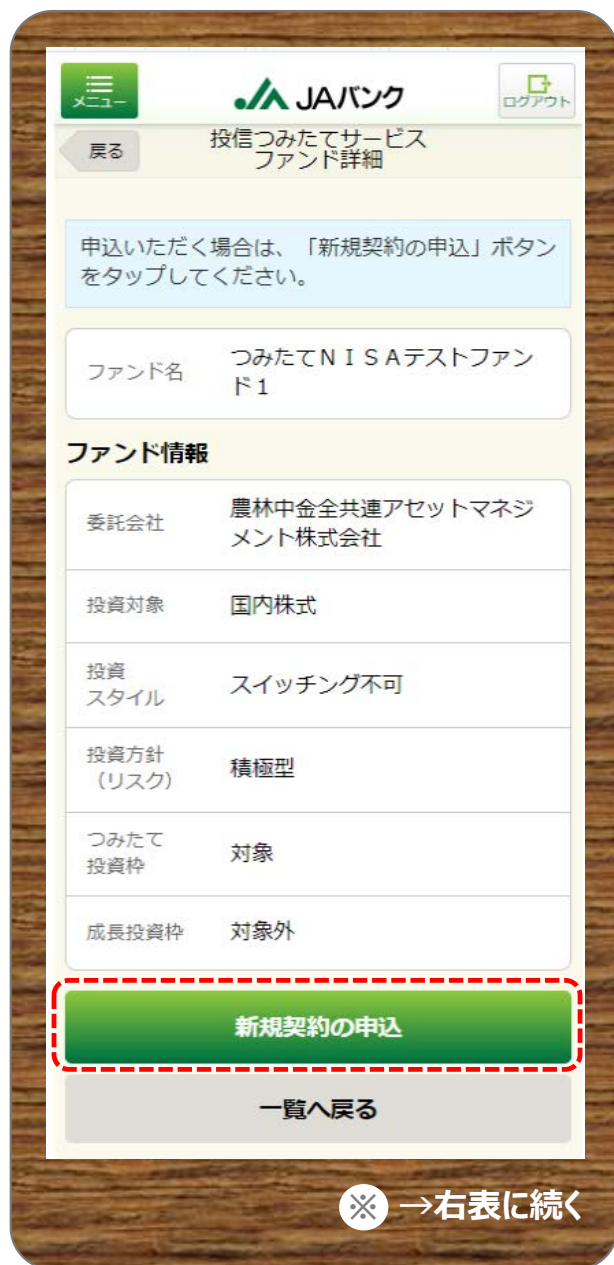 メニュー
JAバンク
ログアウト
戻る
投信つみたてサービス
ファンド詳細
申込いただく場合は、「新規契約の申込」ボタン
をタップしてください。
ファンド名
つみたてＮＩＳＡテストファン
ド１
ファンド情報
委託会社
農林中金全共連アセットマネジ
メント株式会社
投資対象
国内株式
投資
スタイル
スイッチング不可
投資方針
（リスク）
積極型
つみたて
投資枠
対象
成長投資枠
対象外
新規契約の申込
一覧へ戻る
※ →右表に続く